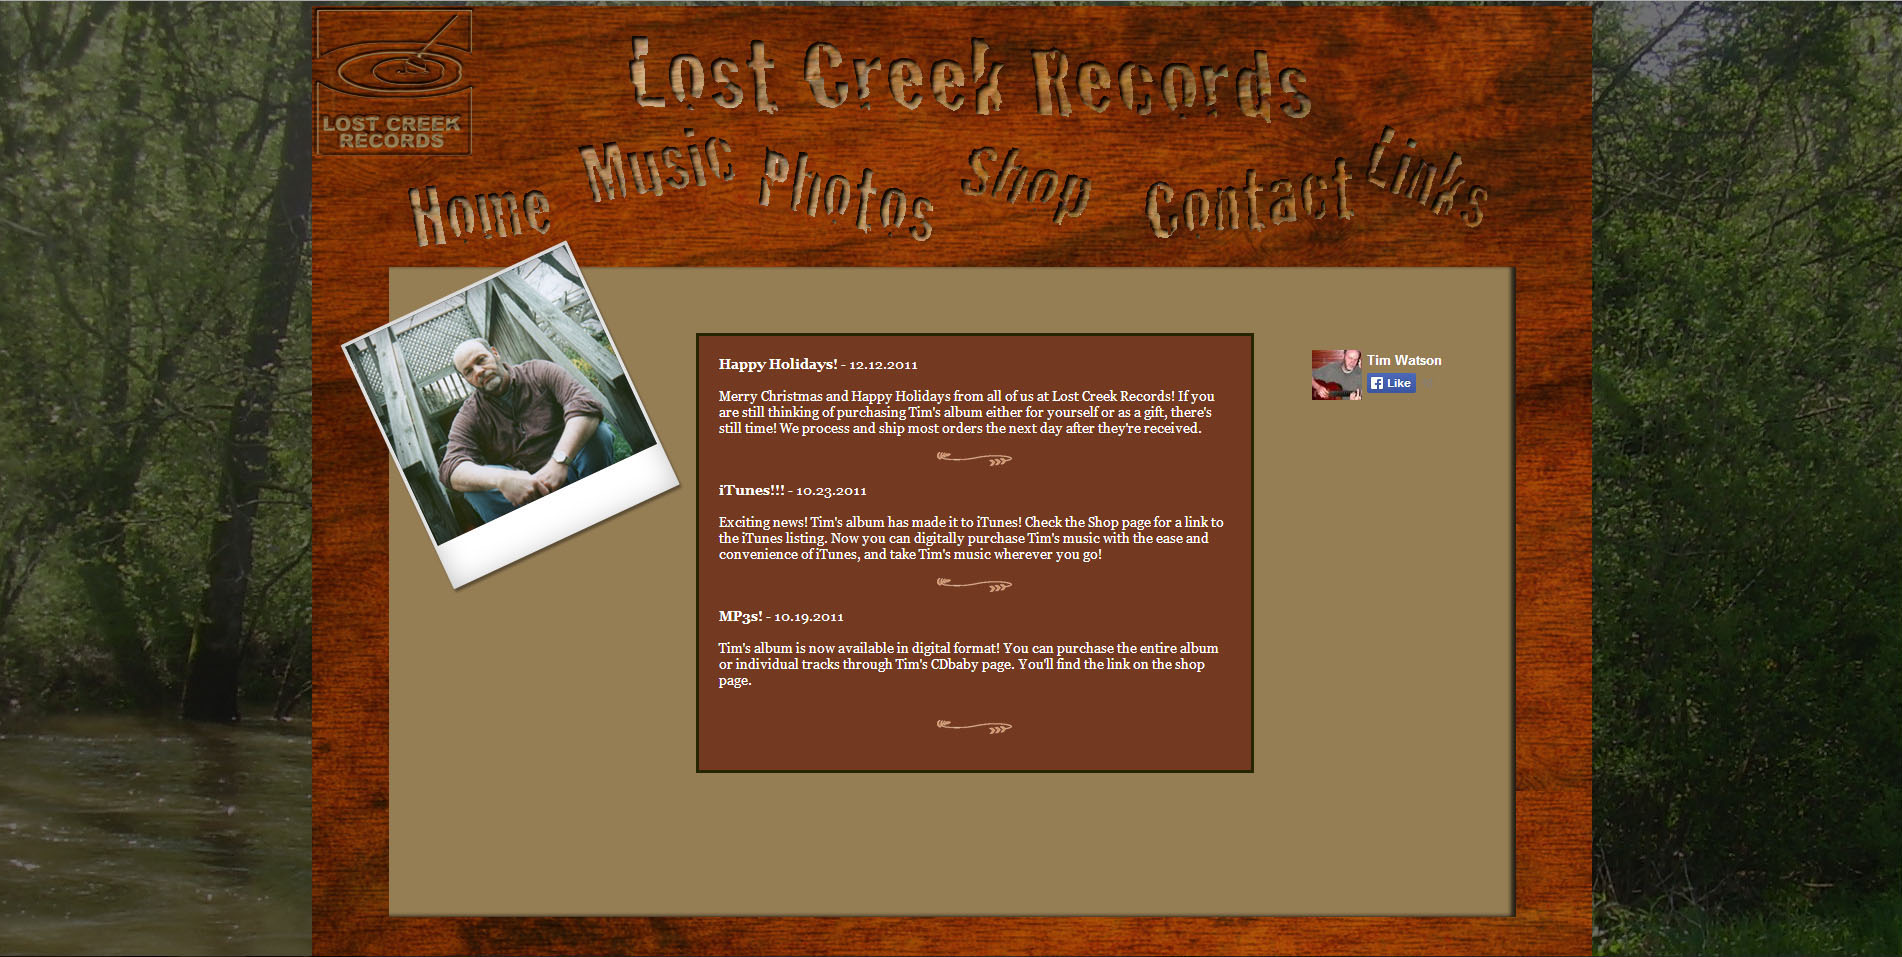 LOST CREEK
RECORDS
Lost Creek Records
Home
Music
Photos
Shop
Contact
Links
Happy Holidays! - 12.12.2011
Merry Christmas and Happy Holidays from all of us at Lost Creek Records! If you
are still thinking of purchasing Tim's album either for yourself or as a gift, there's
still time! We process and ship most orders the next day after they're received.
iTunes!!! - 10.23.2011
Exciting news! Tim's album has made it to iTunes! Check the Shop page for a link to
the iTunes listing. Now you can digitally purchase Tim's music with the ease and
convenience of iTunes, and take Tim's music wherever you go!
MP3s! - 10.19.2011
Tim's album is now available in digital format! You can purchase the entire album
or individual tracks through Tim's CDbaby page. You'll find the link on the shop
page.
Tim Watson
Like